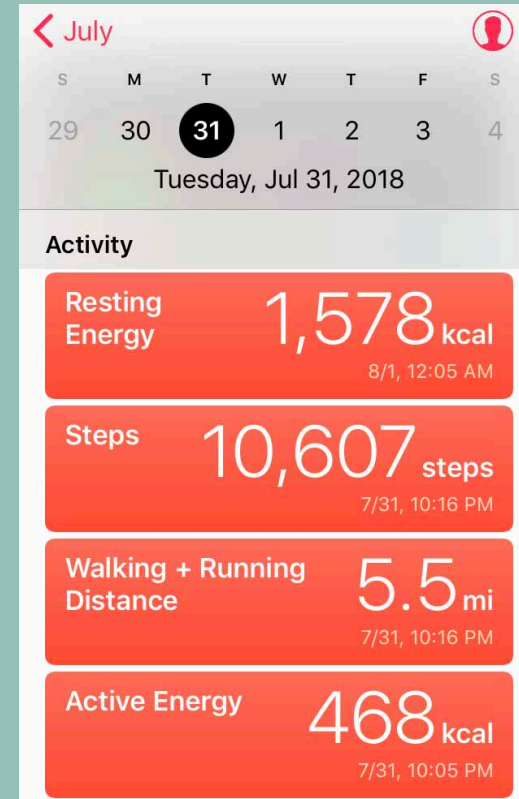 July
S M T W T F S
29 30 31 1 2 3 4
Tuesday, Jul 31, 2018
Activity
Resting
Energy
1,578 kcal
8/1, 12:05 AM
Steps
10,607 steps
7/31, 10:16 PM
Walking + Running
Distance
5.5 mi
7/31, 10:16 PM
Active Energy
468 kcal
7/31, 10:05 PM